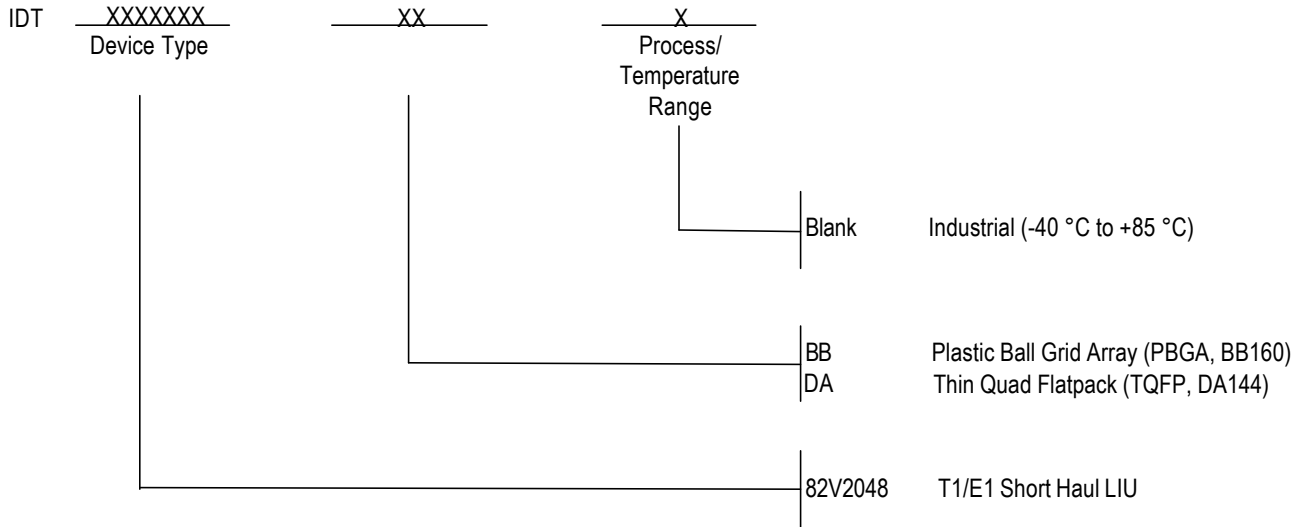 IDT XXXXXXX XX X
Device Type Process/
Temperature
Range
Blank Industrial (-40 °C to +85 °C)
BB Plastic Ball Grid Array (PBGA, BB160)
DA Thin Quad Flatpack (TQFP, DA144)
82V2048 T1/E1 Short Haul LIU